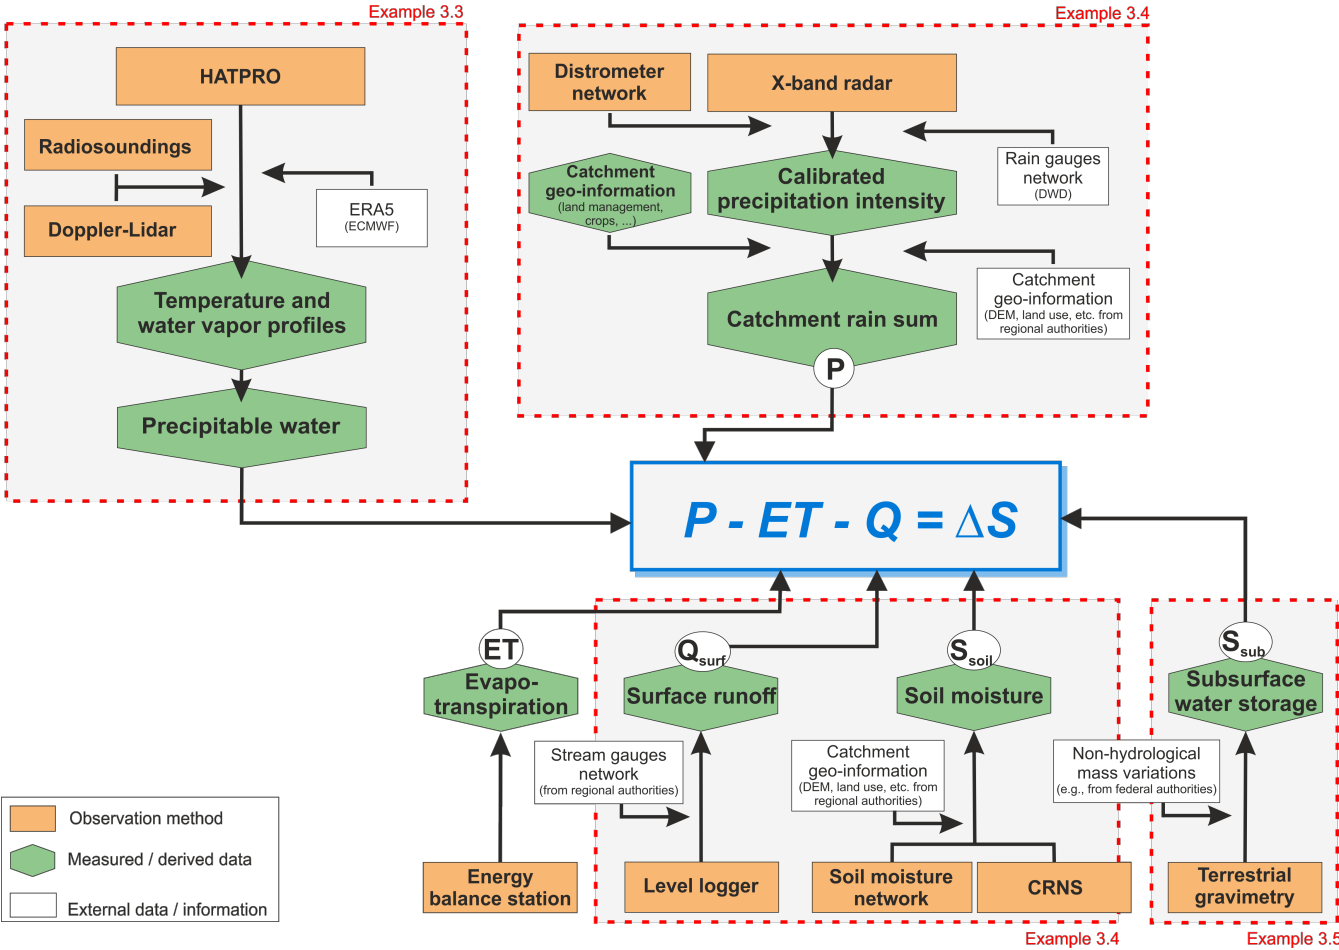 Example 3.3
HATPRO
Radiosoundings
Doppler-Lidar
ERA5
(ECMWF)
Temperature and
water vapor profiles
Precipitable water
Example 3.4
Distrometer
network
X-band radar
Rain gauges
network
(DWD)
Catchment
geo-information
(land management,
crops, ...)
Calibrated
precipitation intensity
Catchment
geo-information
(DEM, land use, etc. from
regional authorities)
Catchment rain sum
P
P - ET - Q = ΔS
ET
Evapo-
transpiration
Energy
balance station
Qsurf
Surface runoff
Stream gauges
network
(from regional authorities)
Level logger
Ssoil
Soil moisture
Catchment
geo-information
(DEM, land use, etc. from
regional authorities)
Soil moisture
network
CRNS
Example 3.4
Ssub
Subsurface
water storage
Non-hydrological
mass variations
(e.g., from federal authorities)
Terrestrial
gravimetry
Example 3.5
Observation method
Measured / derived data
External data / information